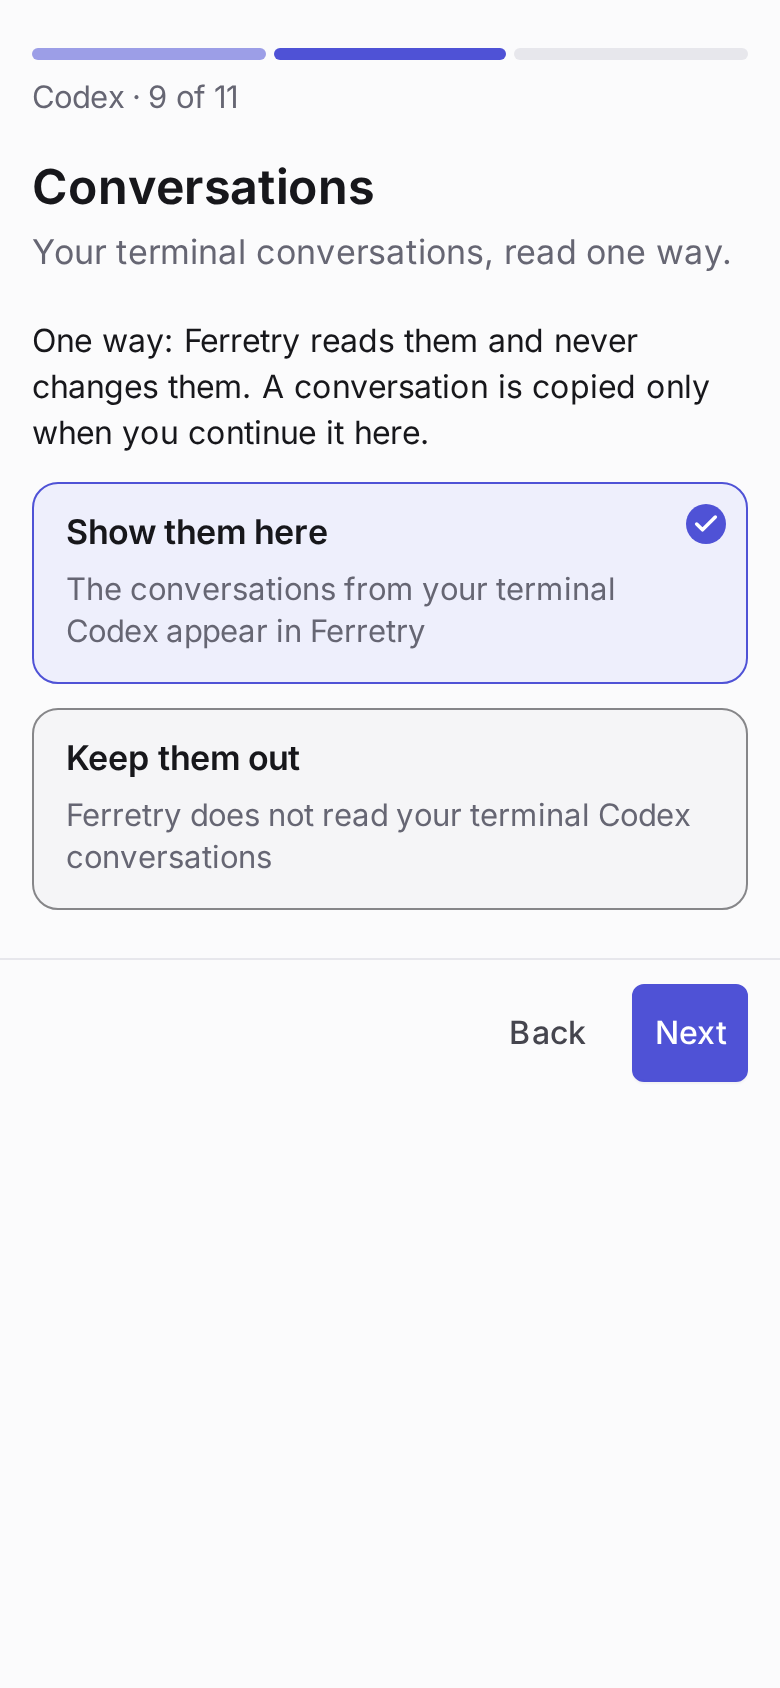 Codex · 9 of 11
Conversations
Your terminal conversations, read one way.
One way: Ferretry reads them and never
changes them. A conversation is copied only
when you continue it here.
Show them here
The conversations from your terminal
Codex appear in Ferretry
Keep them out
Ferretry does not read your terminal Codex
conversations
Back
Next